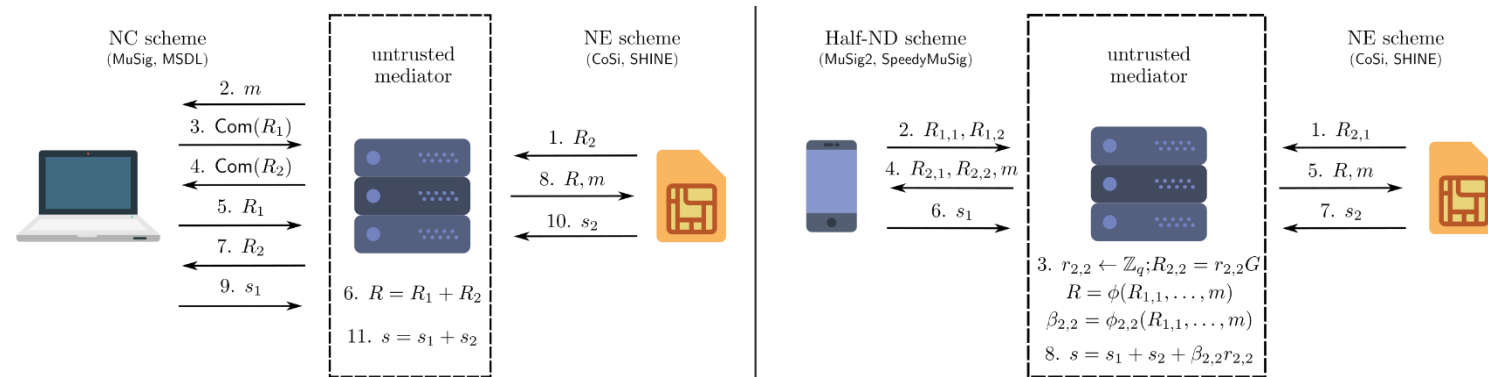 NC scheme
(MuSig, MSDL)
2. m
3. Com(R₁)
4. Com(R₂)
5. R₁
7. R₂
9. s₁
untrusted
mediator
6. R = R₁ + R₂
11. s = s₁ + s₂
NE scheme
(CoSi, SHINE)
1. R₂
8. R, m
10. s₂
Half-ND scheme
(MuSig2, SpeedyMuSig)
2. R₁,₁, R₁,₂
4. R₂,₁, R₂,₂, m
6. s₁
untrusted
mediator
3. r₂,₂ ← ℤq; R₂,₂ = r₂,₂G
R = ϕ(R₁,₁, . . . , m)
β₂,₂ = ϕ₂,₂(R₁,₁, . . . , m)
8. s = s₁ + s₂ + β₂,₂r₂,₂
NE scheme
(CoSi, SHINE)
1. R₂,₁
5. R, m
7. s₂